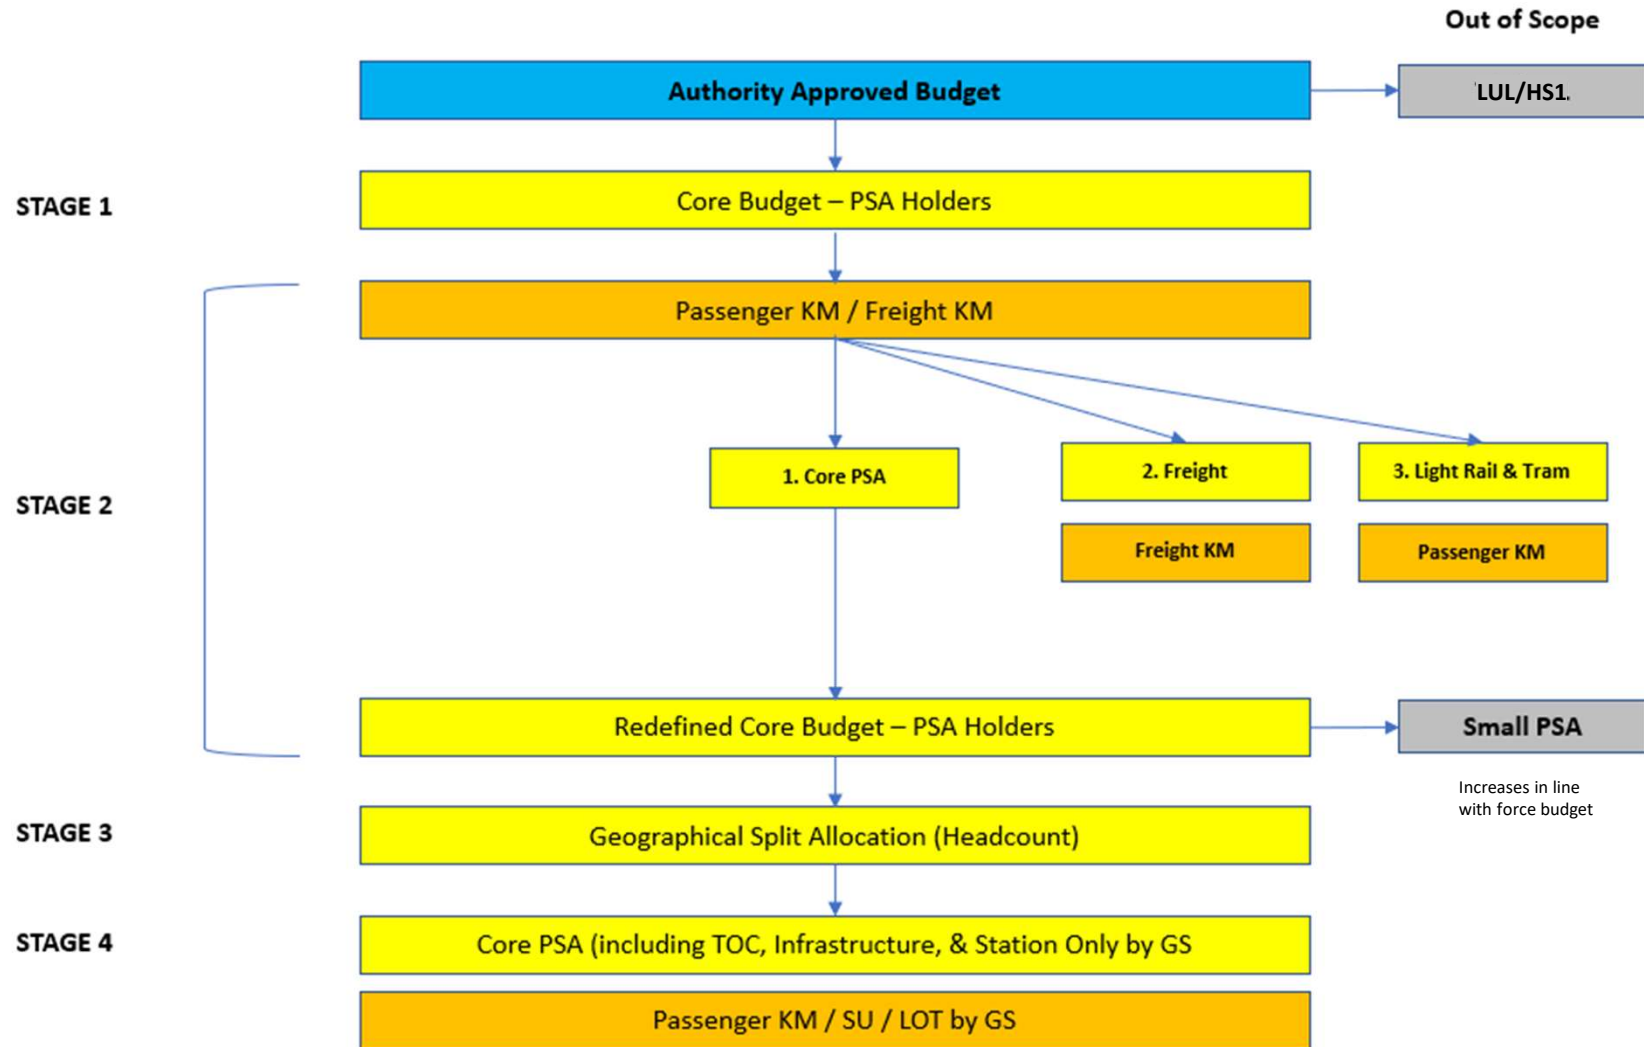 Out of Scope
Authority Approved Budget
LUL/HS1.
STAGE 1
Core Budget – PSA Holders
Passenger KM / Freight KM
STAGE 2
1. Core PSA
2. Freight
3. Light Rail & Tram
Freight KM
Passenger KM
Redefined Core Budget – PSA Holders
Small PSA
Increases in line
with force budget
STAGE 3
Geographical Split Allocation (Headcount)
STAGE 4
Core PSA (including TOC, Infrastructure, & Station Only by GS
Passenger KM / SU / LOT by GS